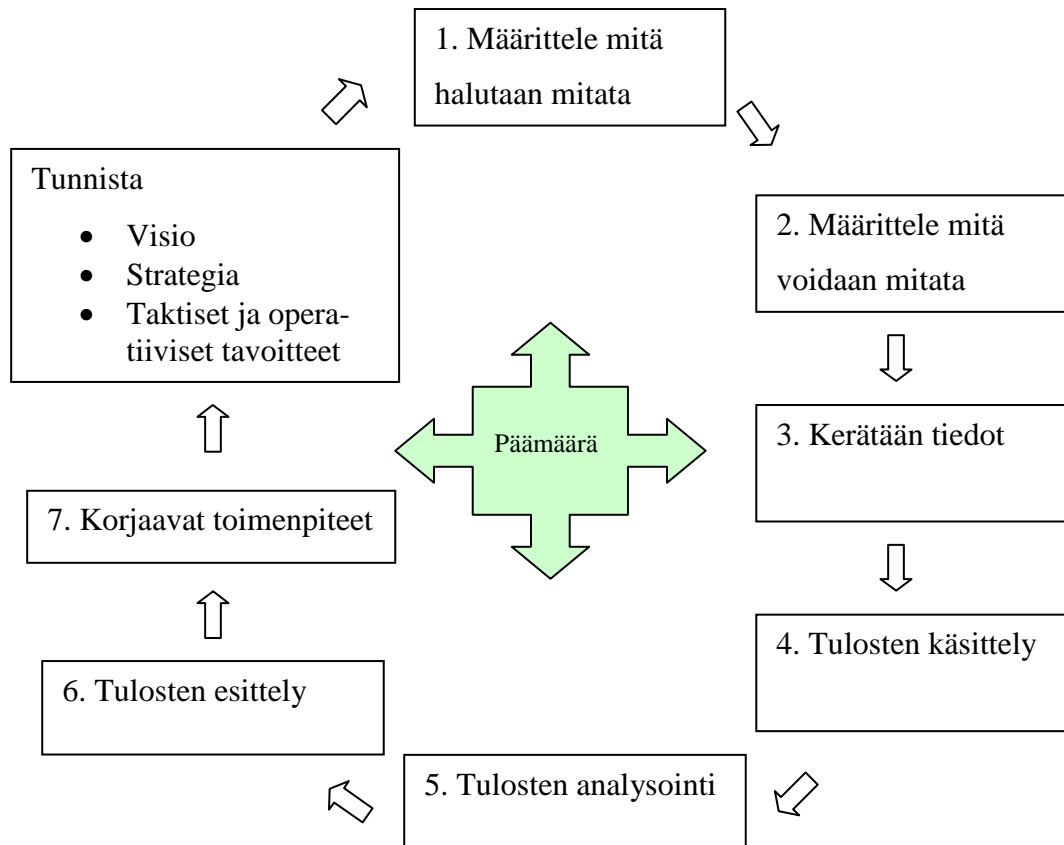 1. Määrittele mitä
halutaan mitata
Tunnista
• Visio
• Strategia
• Taktiset ja opera-
tiiviset tavoitteet
2. Määrittele mitä
voidaan mitata
Päämäärä
3. Kerätään tiedot
7. Korjaavat toimenpiteet
4. Tulosten käsittely
6. Tulosten esittely
5. Tulosten analysointi